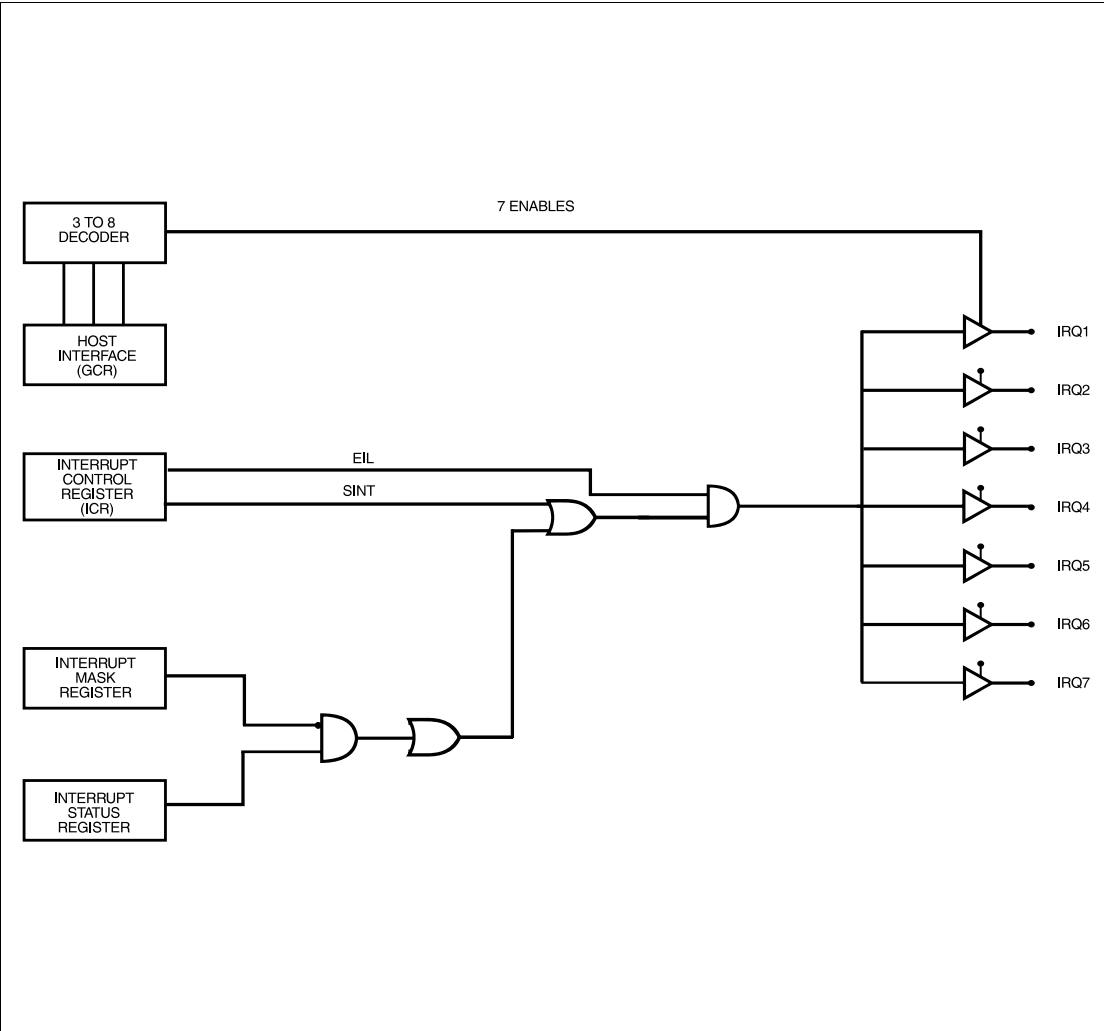 7 ENABLES
3 TO 8
DECODER
HOST
INTERFACE
(GCR)
IRQ1
IRQ2
IRQ3
IRQ4
IRQ5
IRQ6
IRQ7
INTERRUPT
CONTROL
REGISTER
(ICR)
EIL
SINT
INTERRUPT
MASK
REGISTER
INTERRUPT
STATUS
REGISTER